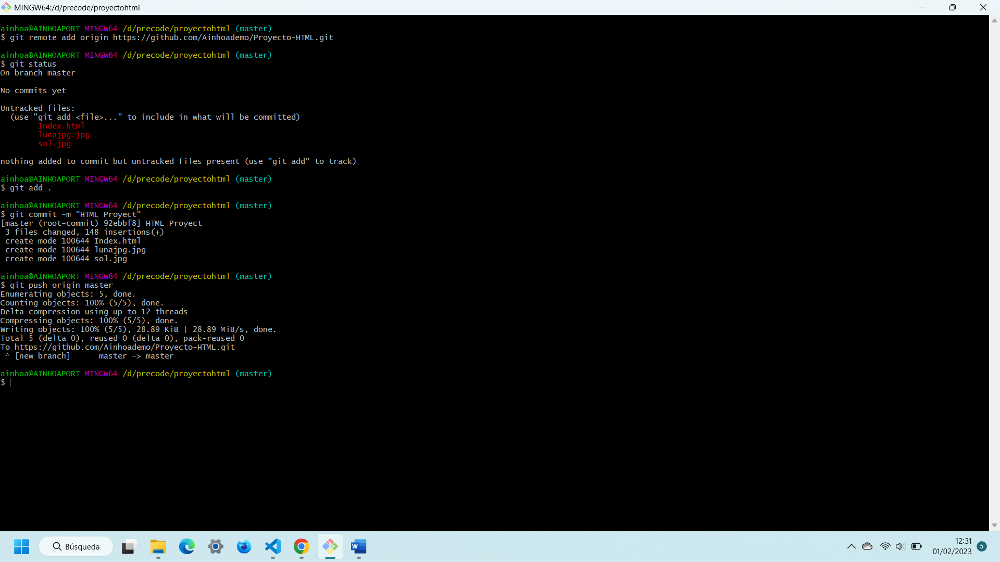 MINGW64:/d/precode/proyectohtml
ainhoa@AINHOAPORT MINGW64 /d/precode/proyectohtml (master)
$ git remote add origin https://github.com/Ainhoademo/Proyecto-HTML.git
ainhoa@AINHOAPORT MINGW64 /d/precode/proyectohtml (master)
$ git status
On branch master
No commits yet
Untracked files:
  (use "git add <file>..." to include in what will be committed)
        Index.html
        lunajpg.jpg
        sol.jpg
nothing added to commit but untracked files present (use "git add" to track)
ainhoa@AINHOAPORT MINGW64 /d/precode/proyectohtml (master)
$ git add .
ainhoa@AINHOAPORT MINGW64 /d/precode/proyectohtml (master)
$ git commit -m "HTML Proyect"
[master (root-commit) 92ebbf8] HTML Proyect
 3 files changed, 148 insertions(+)
 create mode 100644 Index.html
 create mode 100644 lunajpg.jpg
 create mode 100644 sol.jpg
ainhoa@AINHOAPORT MINGW64 /d/precode/proyectohtml (master)
$ git push origin master
Enumerating objects: 5, done.
Counting objects: 100% (5/5), done.
Delta compression using up to 12 threads
Compressing objects: 100% (5/5), done.
Writing objects: 100% (5/5), 28.89 KiB | 28.89 MiB/s, done.
Total 5 (delta 0), reused 0 (delta 0), pack-reused 0
To https://github.com/Ainhoademo/Proyecto-HTML.git
 * [new branch]      master -> master
ainhoa@AINHOAPORT MINGW64 /d/precode/proyectohtml (master)
$
Búsqueda
W
12:31
01/02/2023
5